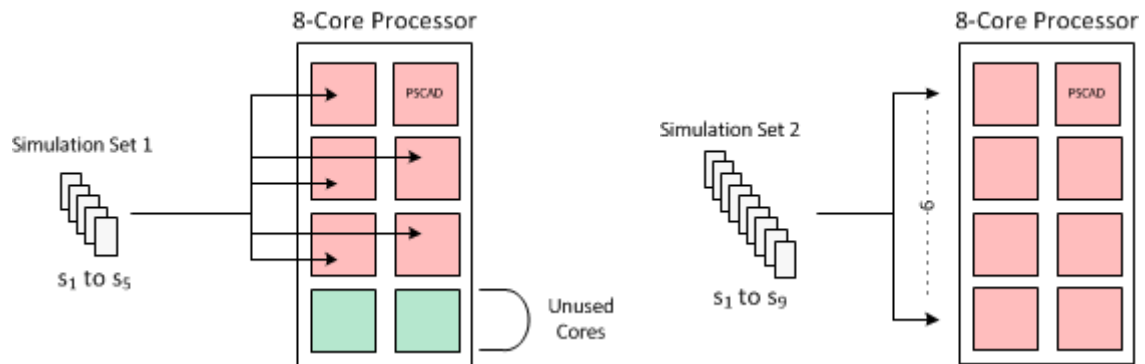 8-Core Processor
PSCAD
Simulation Set 1
s₁ to s₅
Unused
Cores
8-Core Processor
PSCAD
Simulation Set 2
9
s₁ to s₉